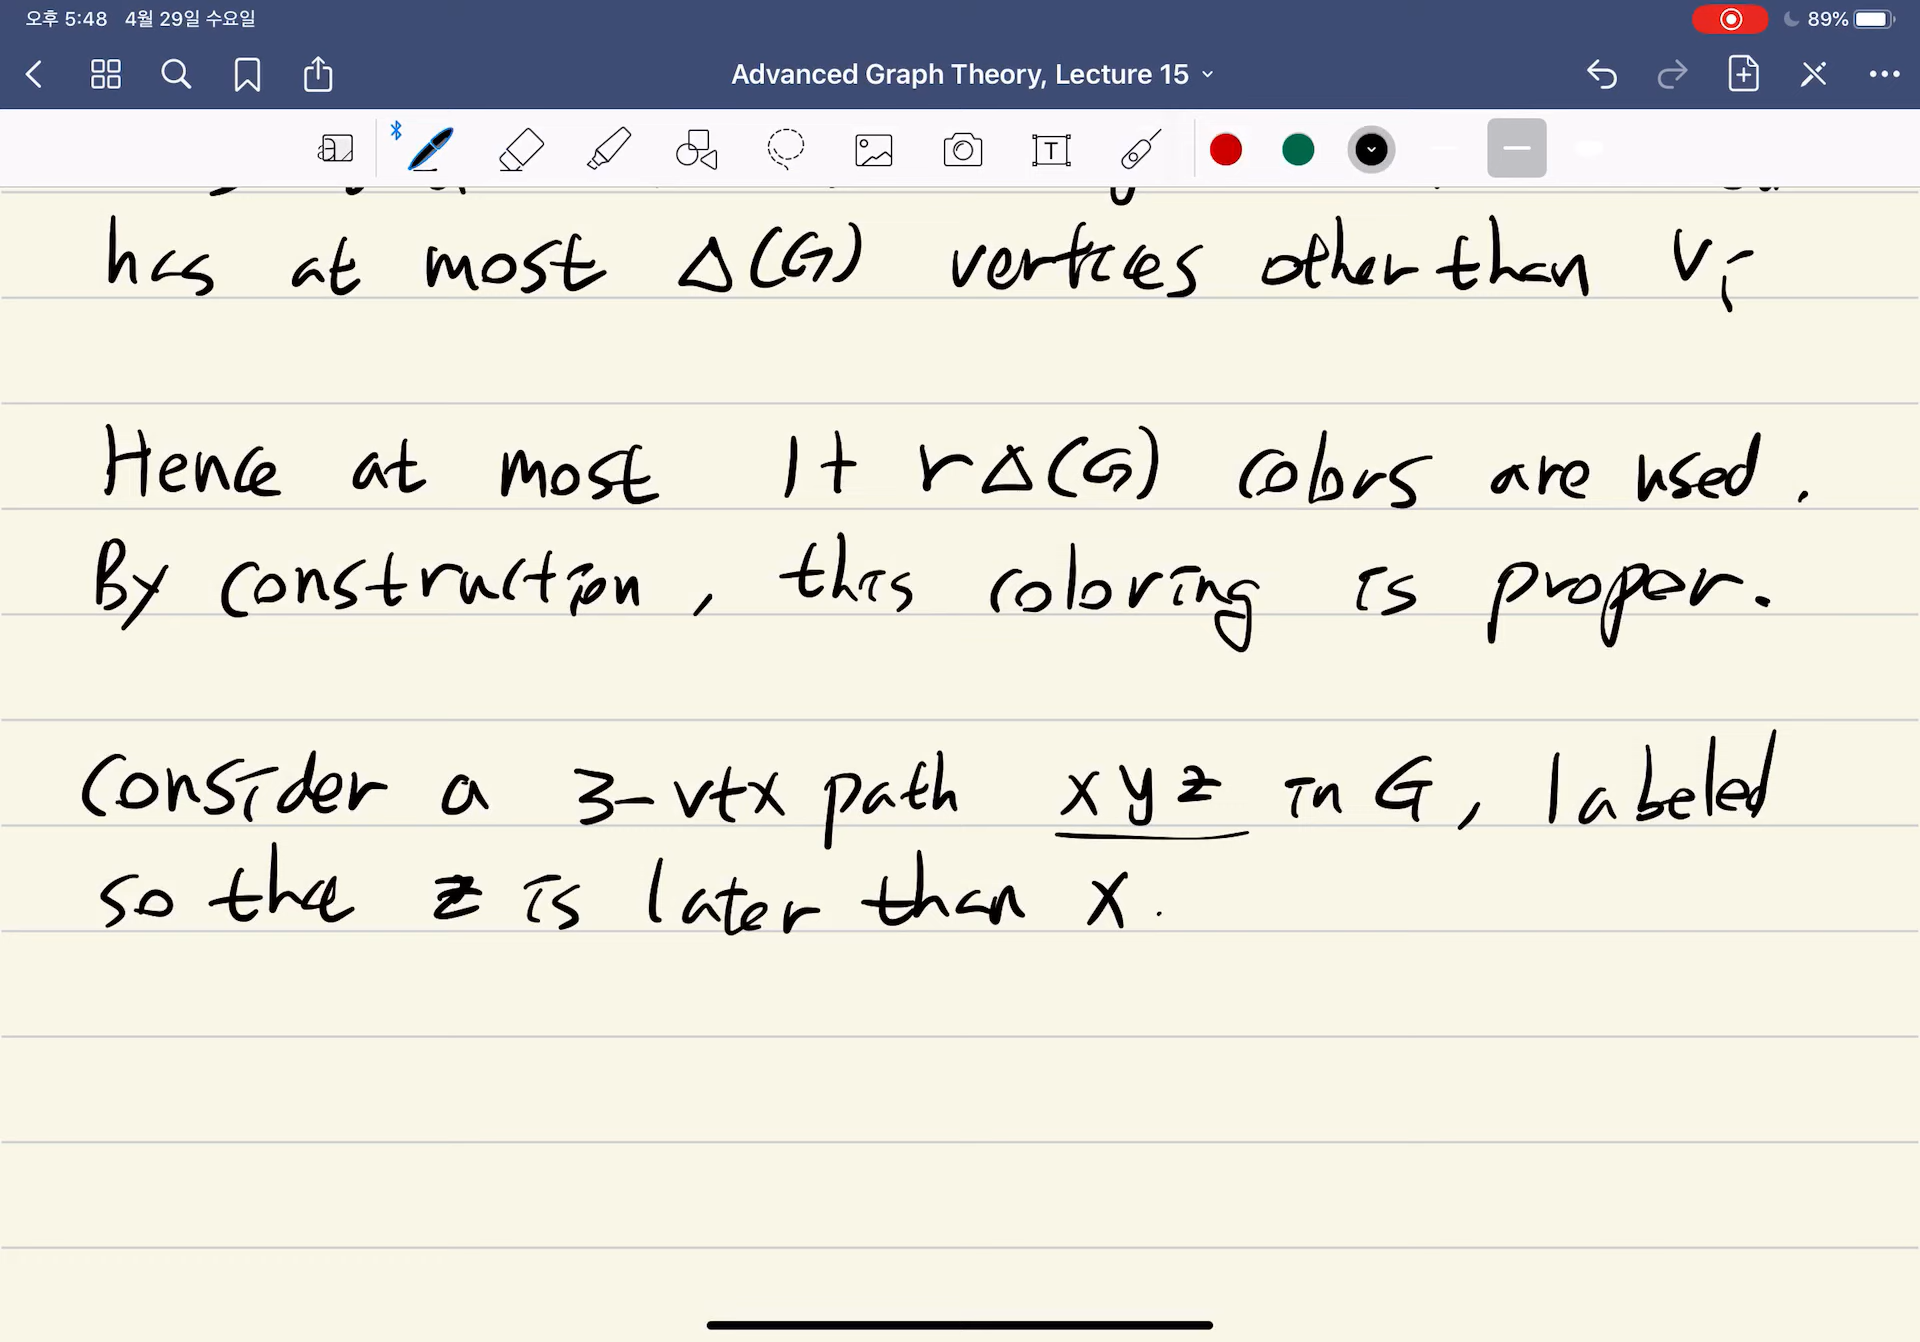 오후 5:48 4월 29일 수요일 89%
Advanced Graph Theory, Lecture 15
has at most Δ(G) vertices other than vᵢ
Hence at most 1+ rΔ(G) colors are used.
By construction, this coloring is proper.
Consider a 3-vtx path xyz in G, labeled
so that z is later than x.